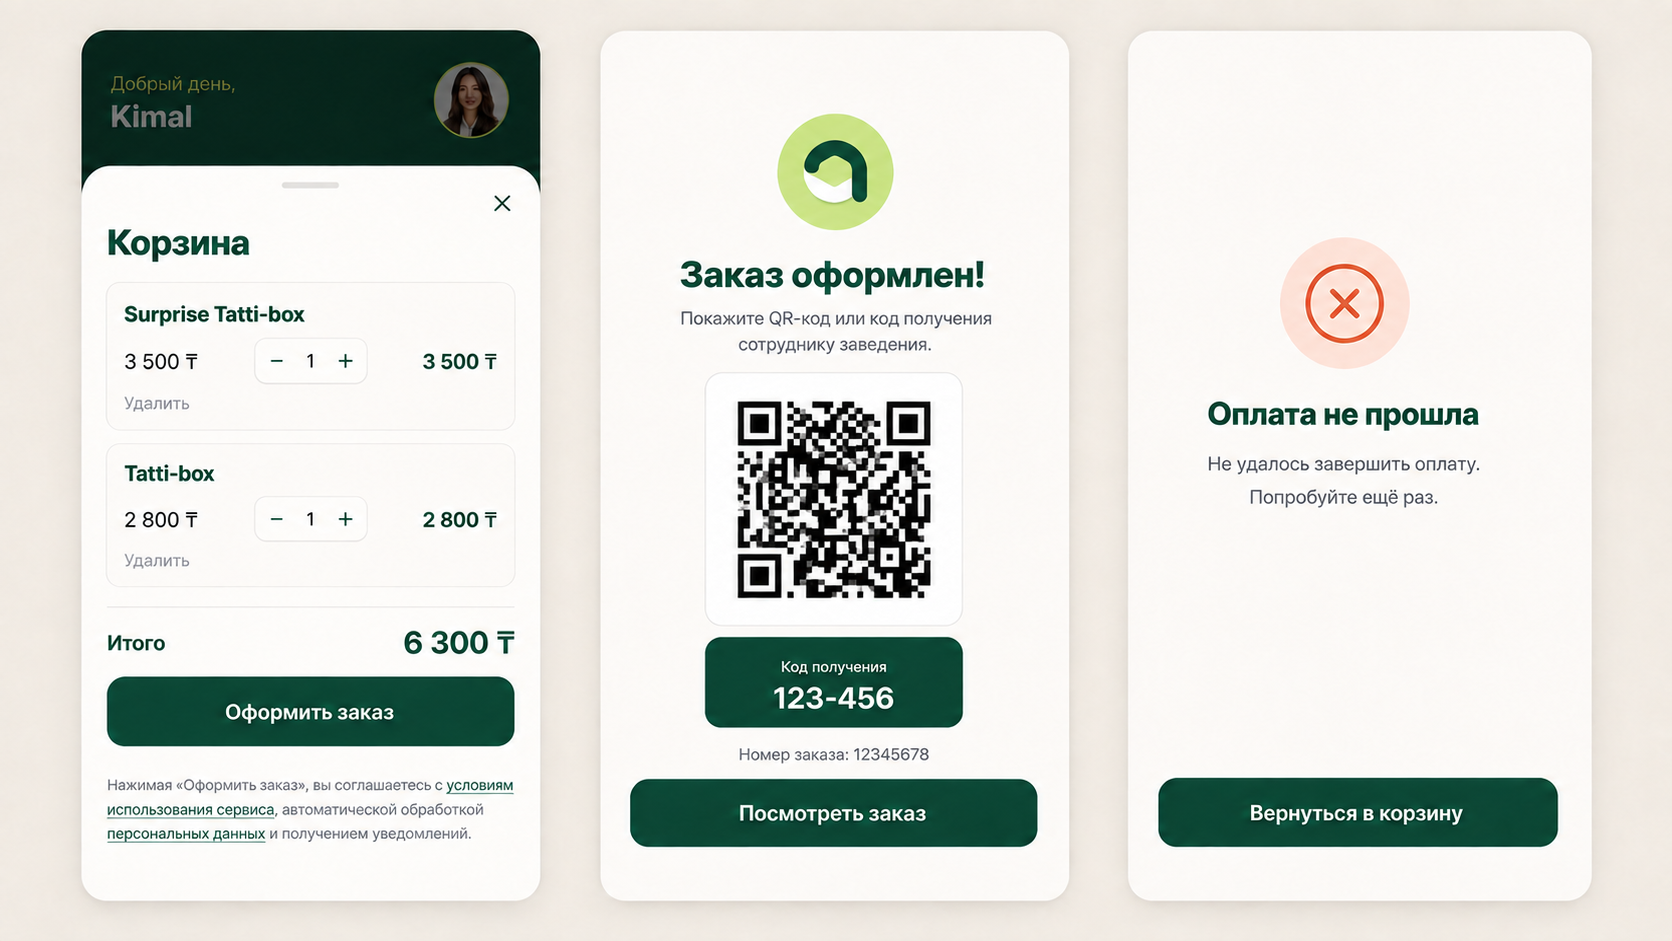 Добрый день,
Kimal
Корзина
Surprise Tatti-box
3 500 ₸ − 1 + 3 500 ₸
Удалить
Tatti-box
2 800 ₸ − 1 + 2 800 ₸
Удалить
Итого 6 300 ₸
Оформить заказ
Нажимая «Оформить заказ», вы соглашаетесь с условиям
использования сервиса, автоматической обработкой
персональных данных и получением уведомлений.
Заказ оформлен!
Покажите QR-код или код получения
сотруднику заведения.
Код получения
123-456
Номер заказа: 12345678
Посмотреть заказ
Оплата не прошла
Не удалось завершить оплату.
Попробуйте ещё раз.
Вернуться в корзину